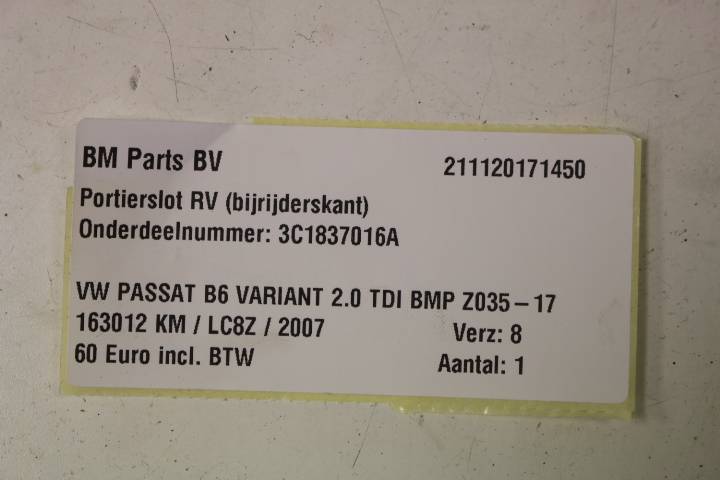 BM Parts BV 211120171450
Portierslot RV (bijrijderskant)
Onderdeelnummer: 3C1837016A
VW PASSAT B6 VARIANT 2.0 TDI BMP Z035-17
163012 KM / LC8Z / 2007 Verz: 8
60 Euro incl. BTW Aantal: 1